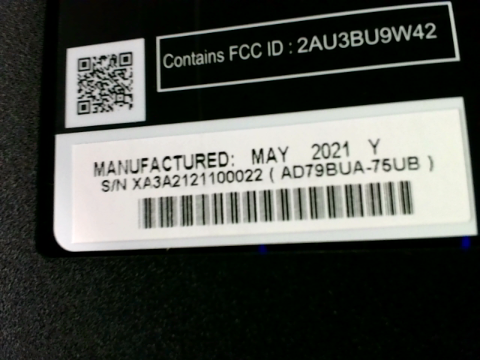 Contains FCC ID : 2AU3BU9W42
MANUFACTURED: MAY 2021 Y
S/N XA3A2121100022 ( AD79BUA-75UB )